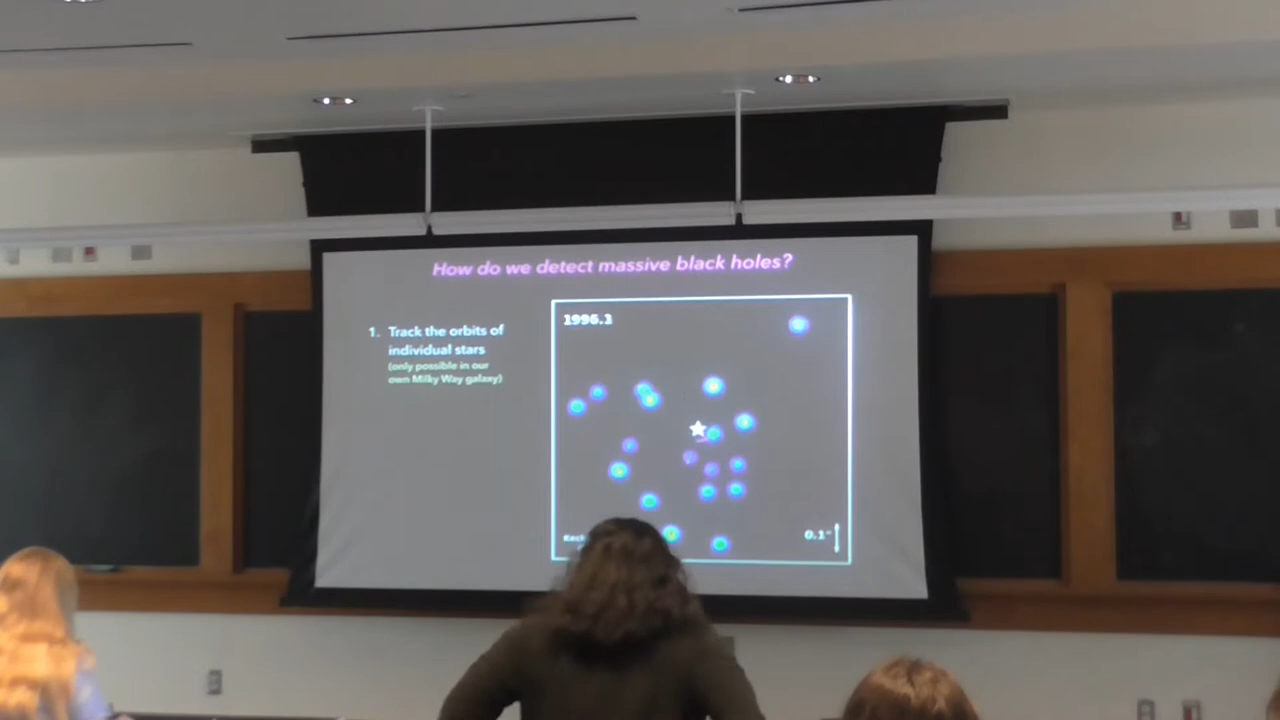 How do we detect massive black holes?
1. Track the orbits of
individual stars
(only possible in our
own Milky Way galaxy)
1996.1
0.1"